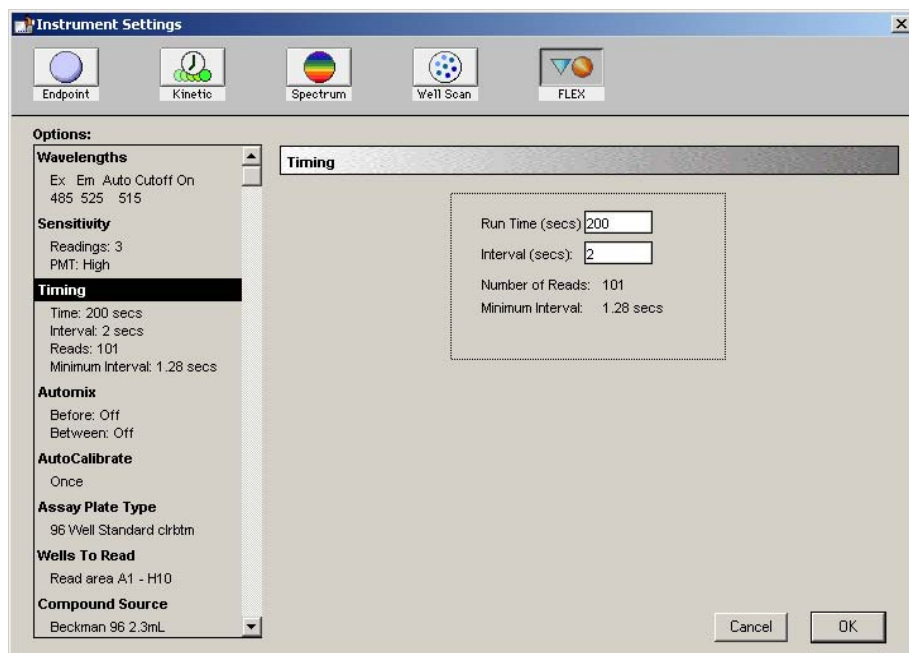 Instrument Settings
Endpoint
Kinetic
Spectrum
Well Scan
FLEX
Options:
Wavelengths
Ex Em Auto Cutoff On
485 525 515
Sensitivity
Readings: 3
PMT: High
Timing
Time: 200 secs
Interval: 2 secs
Reads: 101
Minimum Interval: 1.28 secs
Automix
Before: Off
Between: Off
AutoCalibrate
Once
Assay Plate Type
96 Well Standard clrbtm
Wells To Read
Read area A1 - H10
Compound Source
Beckman 96 2.3mL
Timing
Run Time (secs) 200
Interval (secs): 2
Number of Reads: 101
Minimum Interval: 1.28 secs
Cancel
OK